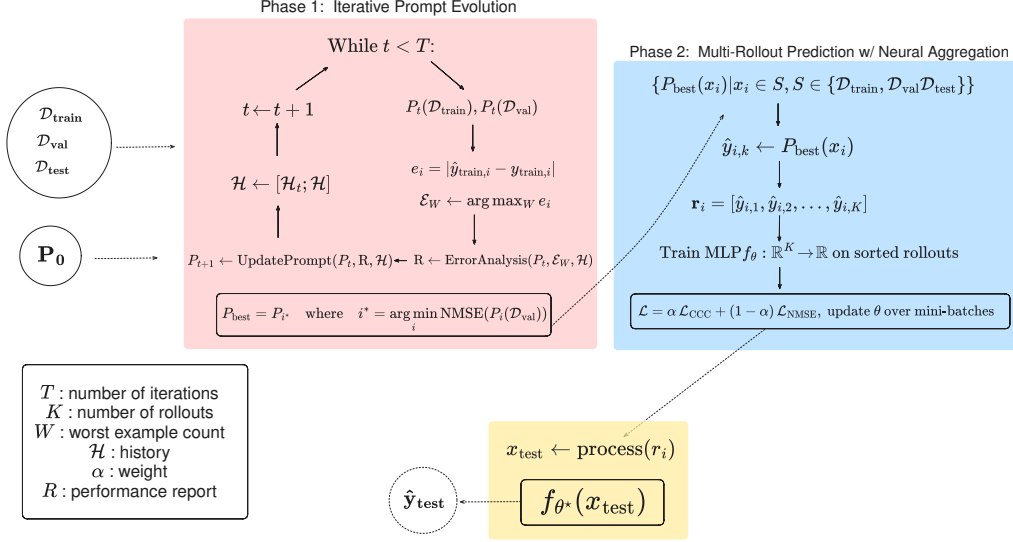 Phase 1: Iterative Prompt Evolution
While t < T:
t ← t + 1
P_t(𝒟_train), P_t(𝒟_val)
e_i = |ŷ_train,i − y_train,i|
ℰ_W ← arg max_W e_i
ℋ ← [ℋ_t; ℋ]
P_{t+1} ← UpdatePrompt(P_t, R, ℋ)
R ← ErrorAnalysis(P_t, ℰ_W, ℋ)
P_best = P_{i*} where i* = arg min_i NMSE(P_i(𝒟_val))
𝒟_train
𝒟_val
𝒟_test
P_0
Phase 2: Multi-Rollout Prediction w/ Neural Aggregation
{P_best(x_i)|x_i ∈ S, S ∈ {𝒟_train, 𝒟_val𝒟_test}}
ŷ_{i,k} ← P_best(x_i)
r_i = [ŷ_{i,1}, ŷ_{i,2}, . . . , ŷ_{i,K}]
Train MLP f_θ : ℝ^K → ℝ on sorted rollouts
ℒ = α ℒ_CCC + (1 − α) ℒ_NMSE, update θ over mini-batches
T : number of iterations
K : number of rollouts
W : worst example count
ℋ : history
α : weight
R : performance report
x_test ← process(r_i)
f_{θ⋆}(x_test)
ŷ_test